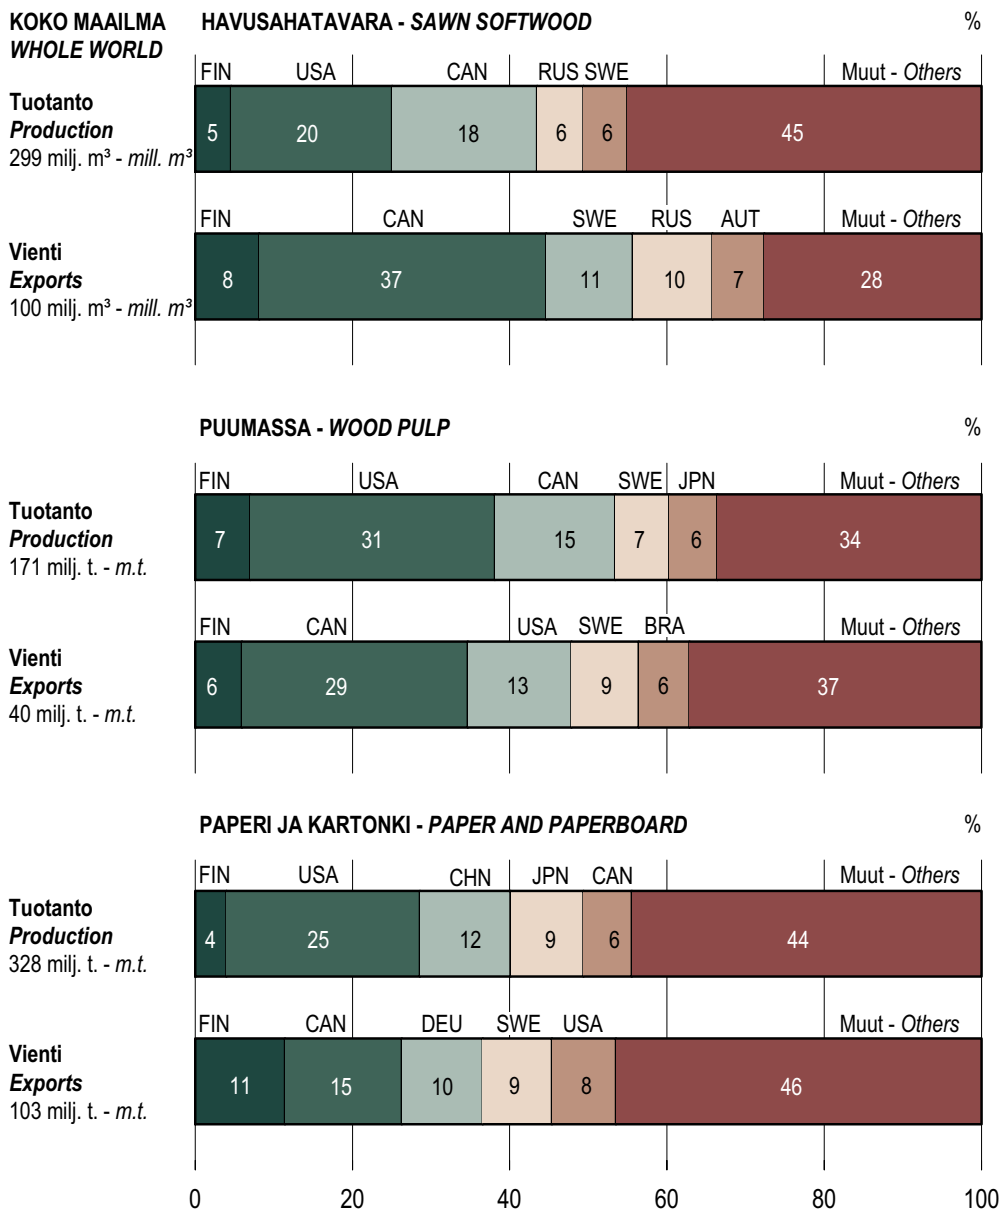 KOKO MAAILMA
WHOLE WORLD
HAVUSAHATAVARA - SAWN SOFTWOOD %
FIN USA CAN RUS SWE Muut - Others
Tuotanto
Production
299 milj. m³ - mill. m³
5 20 18 6 6 45
FIN CAN SWE RUS AUT Muut - Others
Vienti
Exports
100 milj. m³ - mill. m³
8 37 11 10 7 28
PUUMASSA - WOOD PULP %
FIN USA CAN SWE JPN Muut - Others
Tuotanto
Production
171 milj. t. - m.t.
7 31 15 7 6 34
FIN CAN USA SWE BRA Muut - Others
Vienti
Exports
40 milj. t. - m.t.
6 29 13 9 6 37
PAPERI JA KARTONKI - PAPER AND PAPERBOARD %
FIN USA CHN JPN CAN Muut - Others
Tuotanto
Production
328 milj. t. - m.t.
4 25 12 9 6 44
FIN CAN DEU SWE USA Muut - Others
Vienti
Exports
103 milj. t. - m.t.
11 15 10 9 8 46
0 20 40 60 80 100